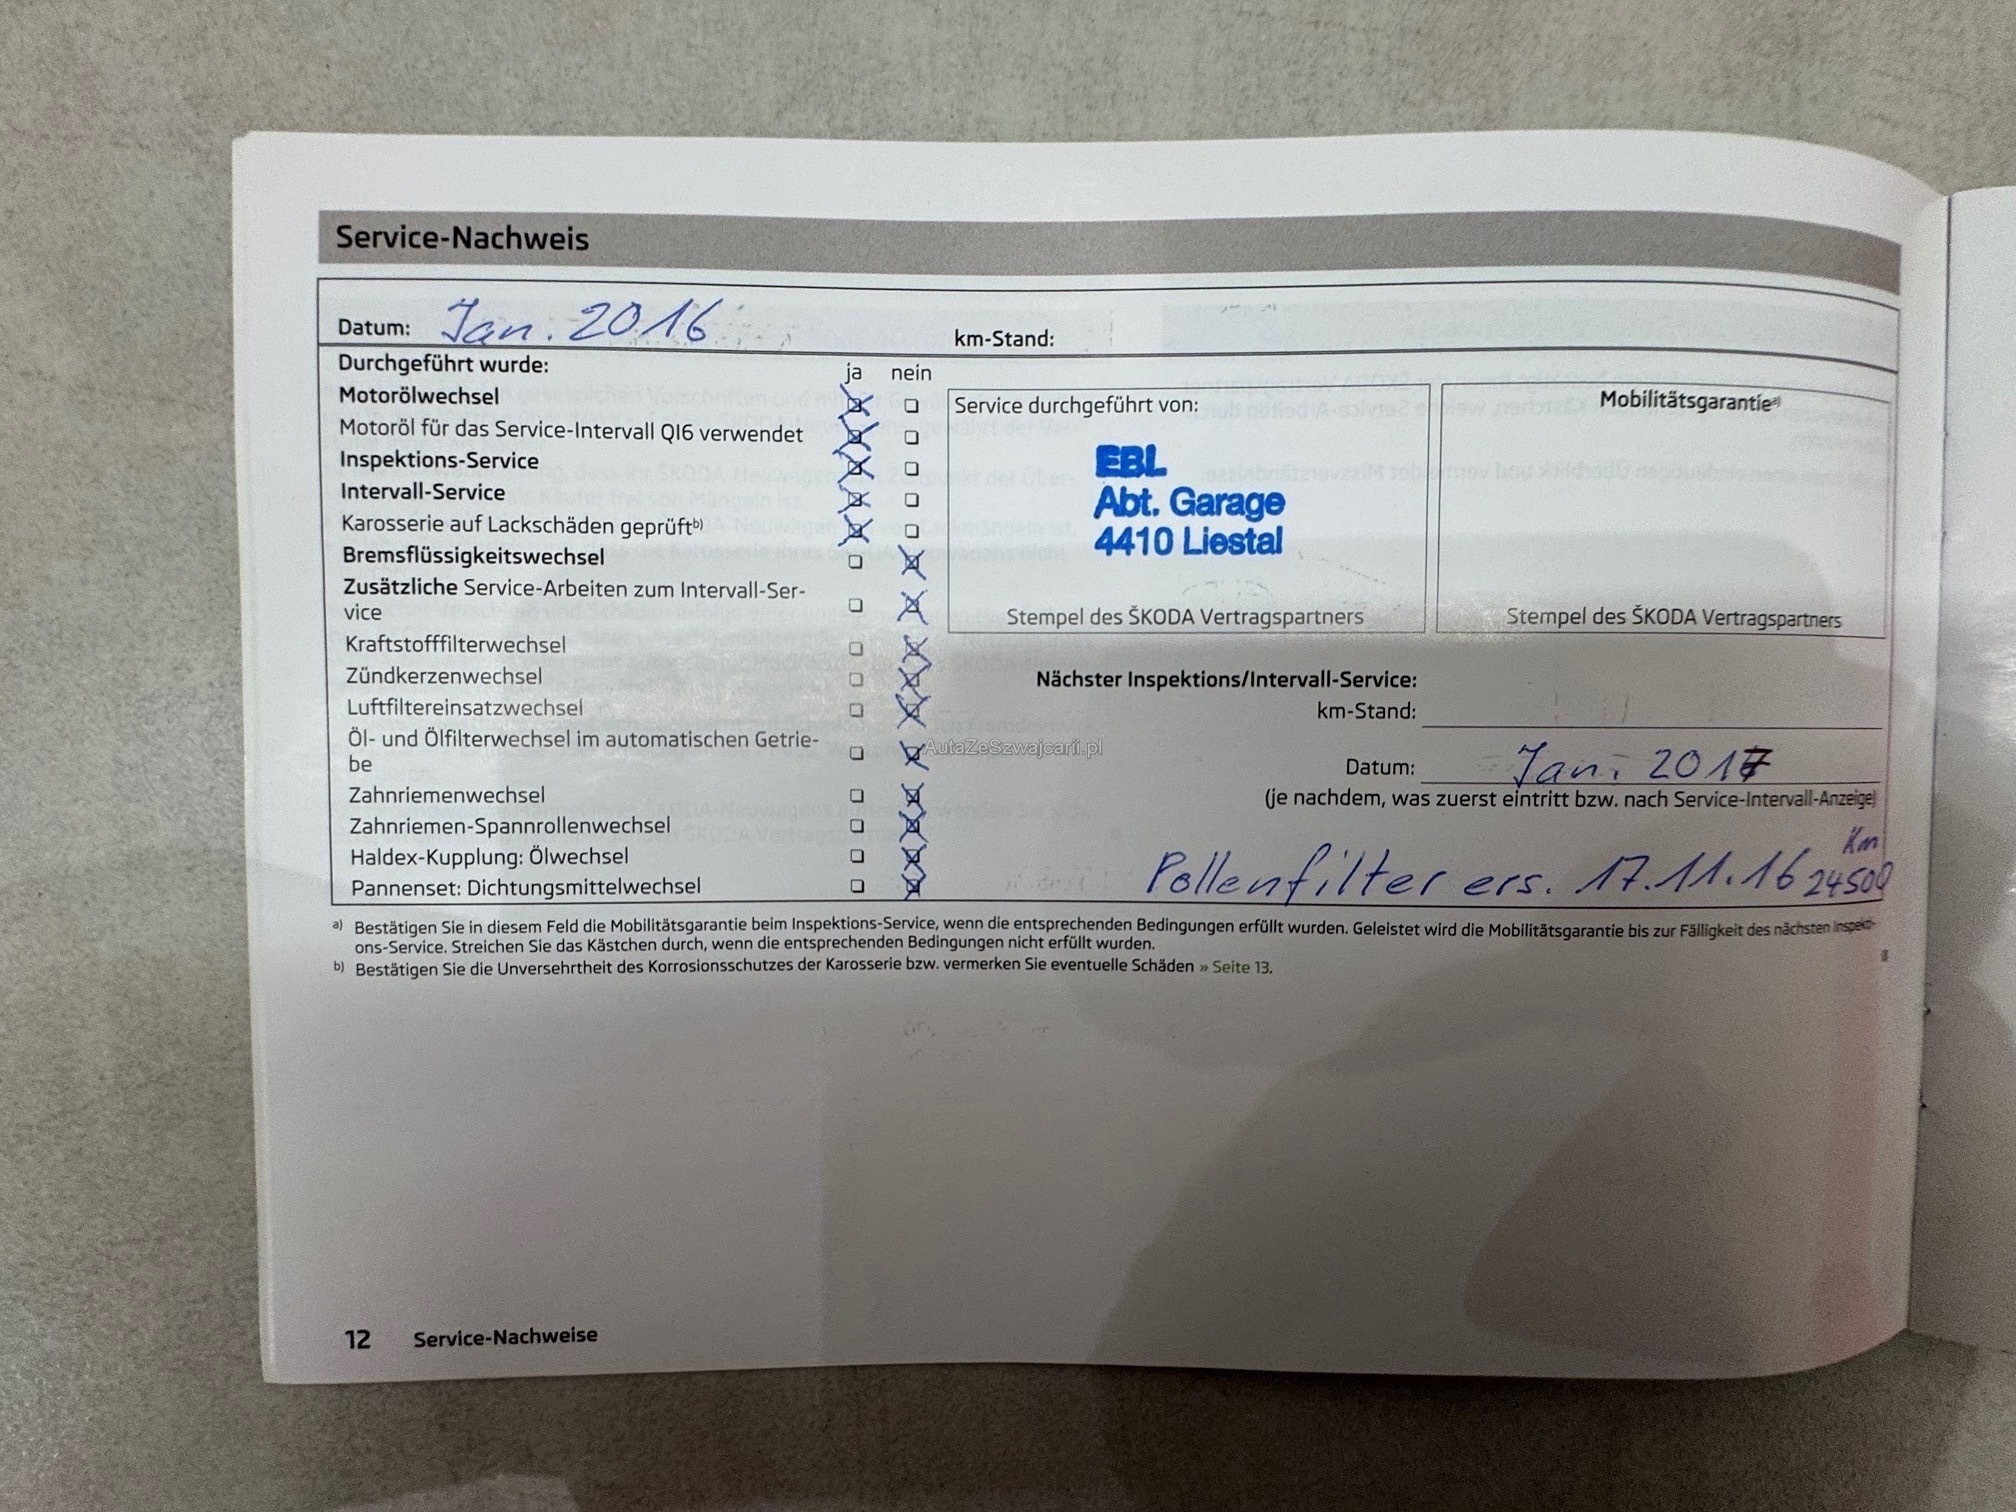 Service-Nachweis
Datum: Jan. 2016
km-Stand:
Durchgeführt wurde:
ja nein
Motorölwechsel
Motoröl für das Service-Intervall QI6 verwendet
Inspektions-Service
Intervall-Service
Karosserie auf Lackschäden geprüft b)
Bremsflüssigkeitswechsel
Zusätzliche Service-Arbeiten zum Intervall-Ser-
vice
Kraftstofffilterwechsel
Zündkerzenwechsel
Luftfiltereinsatzwechsel
Öl- und Ölfilterwechsel im automatischen Getrie-
be
Zahnriemenwechsel
Zahnriemen-Spannrollenwechsel
Haldex-Kupplung: Ölwechsel
Pannenset: Dichtungsmittelwechsel
Service durchgeführt von:
EBL
Abt. Garage
4410 Liestal
Stempel des ŠKODA Vertragspartners
Mobilitätsgarantie a)
Stempel des ŠKODA Vertragspartners
Nächster Inspektions/Intervall-Service:
km-Stand:
AutaZeSzwajcarii.pl
Datum: Jan. 2017
(je nachdem, was zuerst eintritt bzw. nach Service-Intervall-Anzeige)
Km
Pollenfilter ers. 17.11.16 24500
a) Bestätigen Sie in diesem Feld die Mobilitätsgarantie beim Inspektions-Service, wenn die entsprechenden Bedingungen erfüllt wurden. Geleistet wird die Mobilitätsgarantie bis zur Fälligkeit des nächsten Inspekti-
ons-Service. Streichen Sie das Kästchen durch, wenn die entsprechenden Bedingungen nicht erfüllt wurden.
b) Bestätigen Sie die Unversehrtheit des Korrosionsschutzes der Karosserie bzw. vermerken Sie eventuelle Schäden » Seite 13.
12 Service-Nachweise